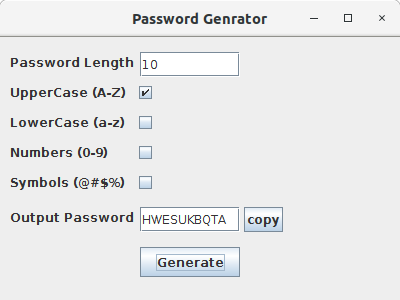 Password Genrator
Password Length 10
UpperCase (A-Z)
LowerCase (a-z)
Numbers (0-9)
Symbols (@#$%)
Output Password HWESUKBQTA copy
Generate